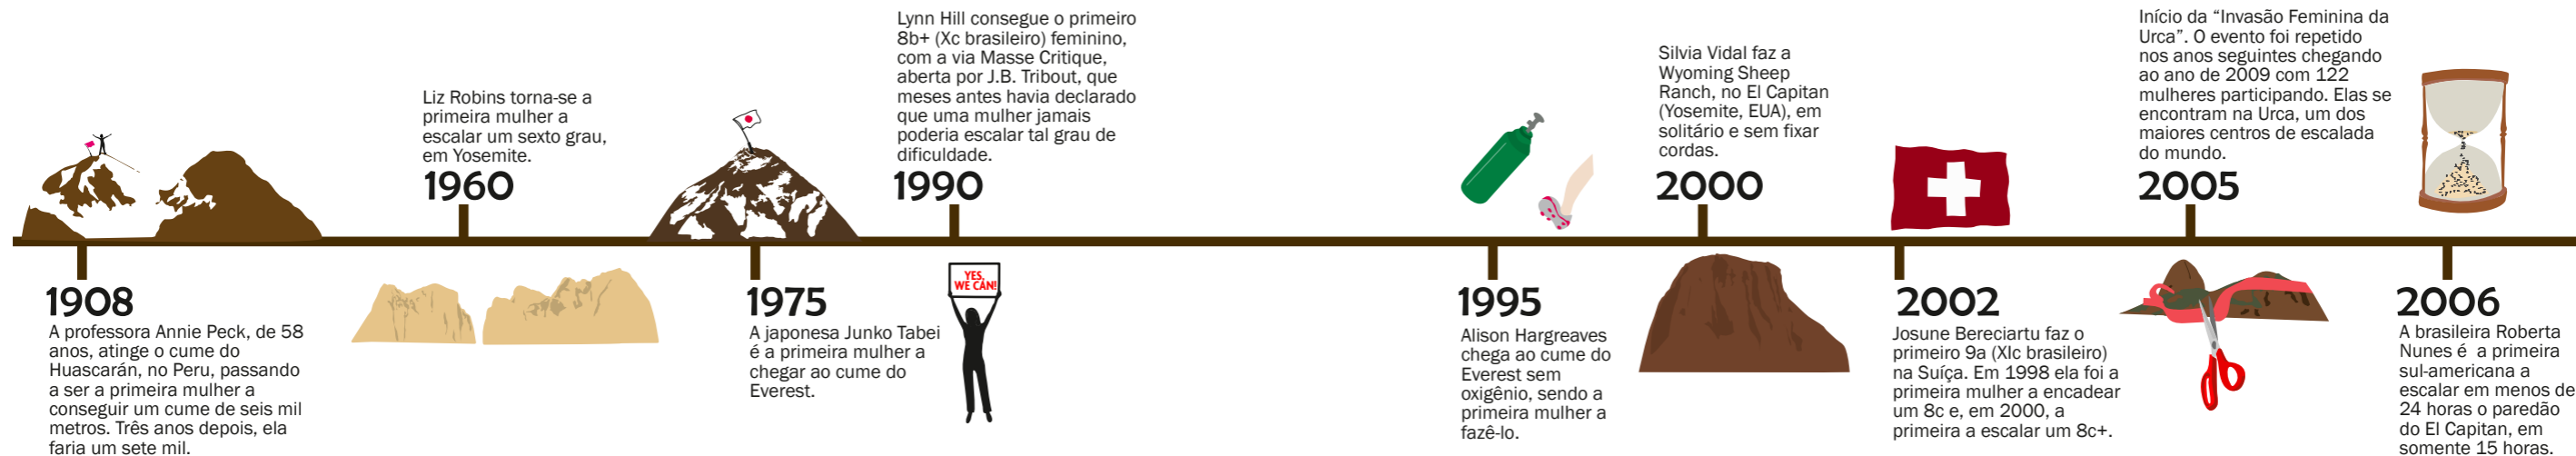 1908
A professora Annie Peck, de 58
anos, atinge o cume do
Huascarán, no Peru, passando
a ser a primeira mulher a
conseguir um cume de seis mil
metros. Três anos depois, ela
faria um sete mil.
Liz Robins torna-se a
primeira mulher a
escalar um sexto grau,
em Yosemite.
1960
1975
A japonesa Junko Tabei
é a primeira mulher a
chegar ao cume do
Everest.
Lynn Hill consegue o primeiro
8b+ (Xc brasileiro) feminino,
com a via Masse Critique,
aberta por J.B. Tribout, que
meses antes havia declarado
que uma mulher jamais
poderia escalar tal grau de
dificuldade.
1990
YES,
WE CAN!
1995
Alison Hargreaves
chega ao cume do
Everest sem
oxigênio, sendo a
primeira mulher a
fazê-lo.
Silvia Vidal faz a
Wyoming Sheep
Ranch, no El Capitan
(Yosemite, EUA), em
solitário e sem fixar
cordas.
2000
2002
Josune Bereciartu faz o
primeiro 9a (XIc brasileiro)
na Suíça. Em 1998 ela foi a
primeira mulher a encadear
um 8c e, em 2000, a
primeira a escalar um 8c+.
Início da “Invasão Feminina da
Urca”. O evento foi repetido
nos anos seguintes chegando
ao ano de 2009 com 122
mulheres participando. Elas se
encontram na Urca, um dos
maiores centros de escalada
do mundo.
2005
2006
A brasileira Roberta
Nunes é a primeira
sul-americana a
escalar em menos de
24 horas o paredão
do El Capitan, em
somente 15 horas.